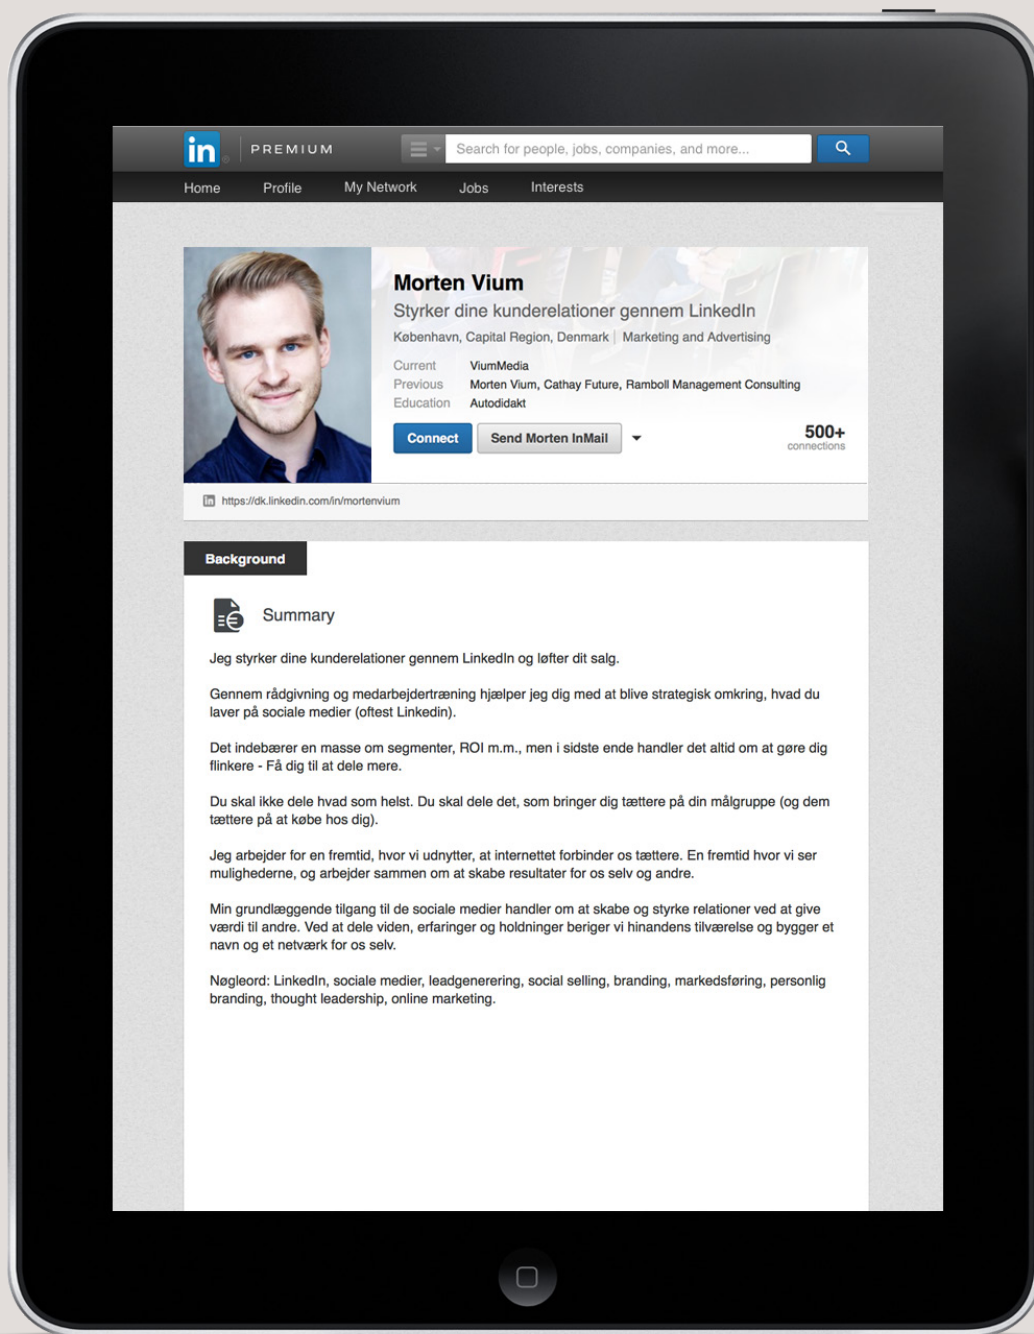 in PREMIUM Search for people, jobs, companies, and more...
Home Profile My Network Jobs Interests
Morten Vium
Styrker dine kunderelationer gennem LinkedIn
København, Capital Region, Denmark | Marketing and Advertising
Current ViumMedia
Previous Morten Vium, Cathay Future, Ramboll Management Consulting
Education Autodidakt
Connect Send Morten InMail 500+
connections
in https://dk.linkedin.com/in/mortenvium
Background
Summary
Jeg styrker dine kunderelationer gennem LinkedIn og løfter dit salg.
Gennem rådgivning og medarbejdertræning hjælper jeg dig med at blive strategisk omkring, hvad du
laver på sociale medier (oftest Linkedin).
Det indebærer en masse om segmenter, ROI m.m., men i sidste ende handler det altid om at gøre dig
flinkere - Få dig til at dele mere.
Du skal ikke dele hvad som helst. Du skal dele det, som bringer dig tættere på din målgruppe (og dem
tættere på at købe hos dig).
Jeg arbejder for en fremtid, hvor vi udnytter, at internettet forbinder os tættere. En fremtid hvor vi ser
mulighederne, og arbejder sammen om at skabe resultater for os selv og andre.
Min grundlæggende tilgang til de sociale medier handler om at skabe og styrke relationer ved at give
værdi til andre. Ved at dele viden, erfaringer og holdninger beriger vi hinandens tilværelse og bygger et
navn og et netværk for os selv.
Nøgleord: LinkedIn, sociale medier, leadgenerering, social selling, branding, markedsføring, personlig
branding, thought leadership, online marketing.